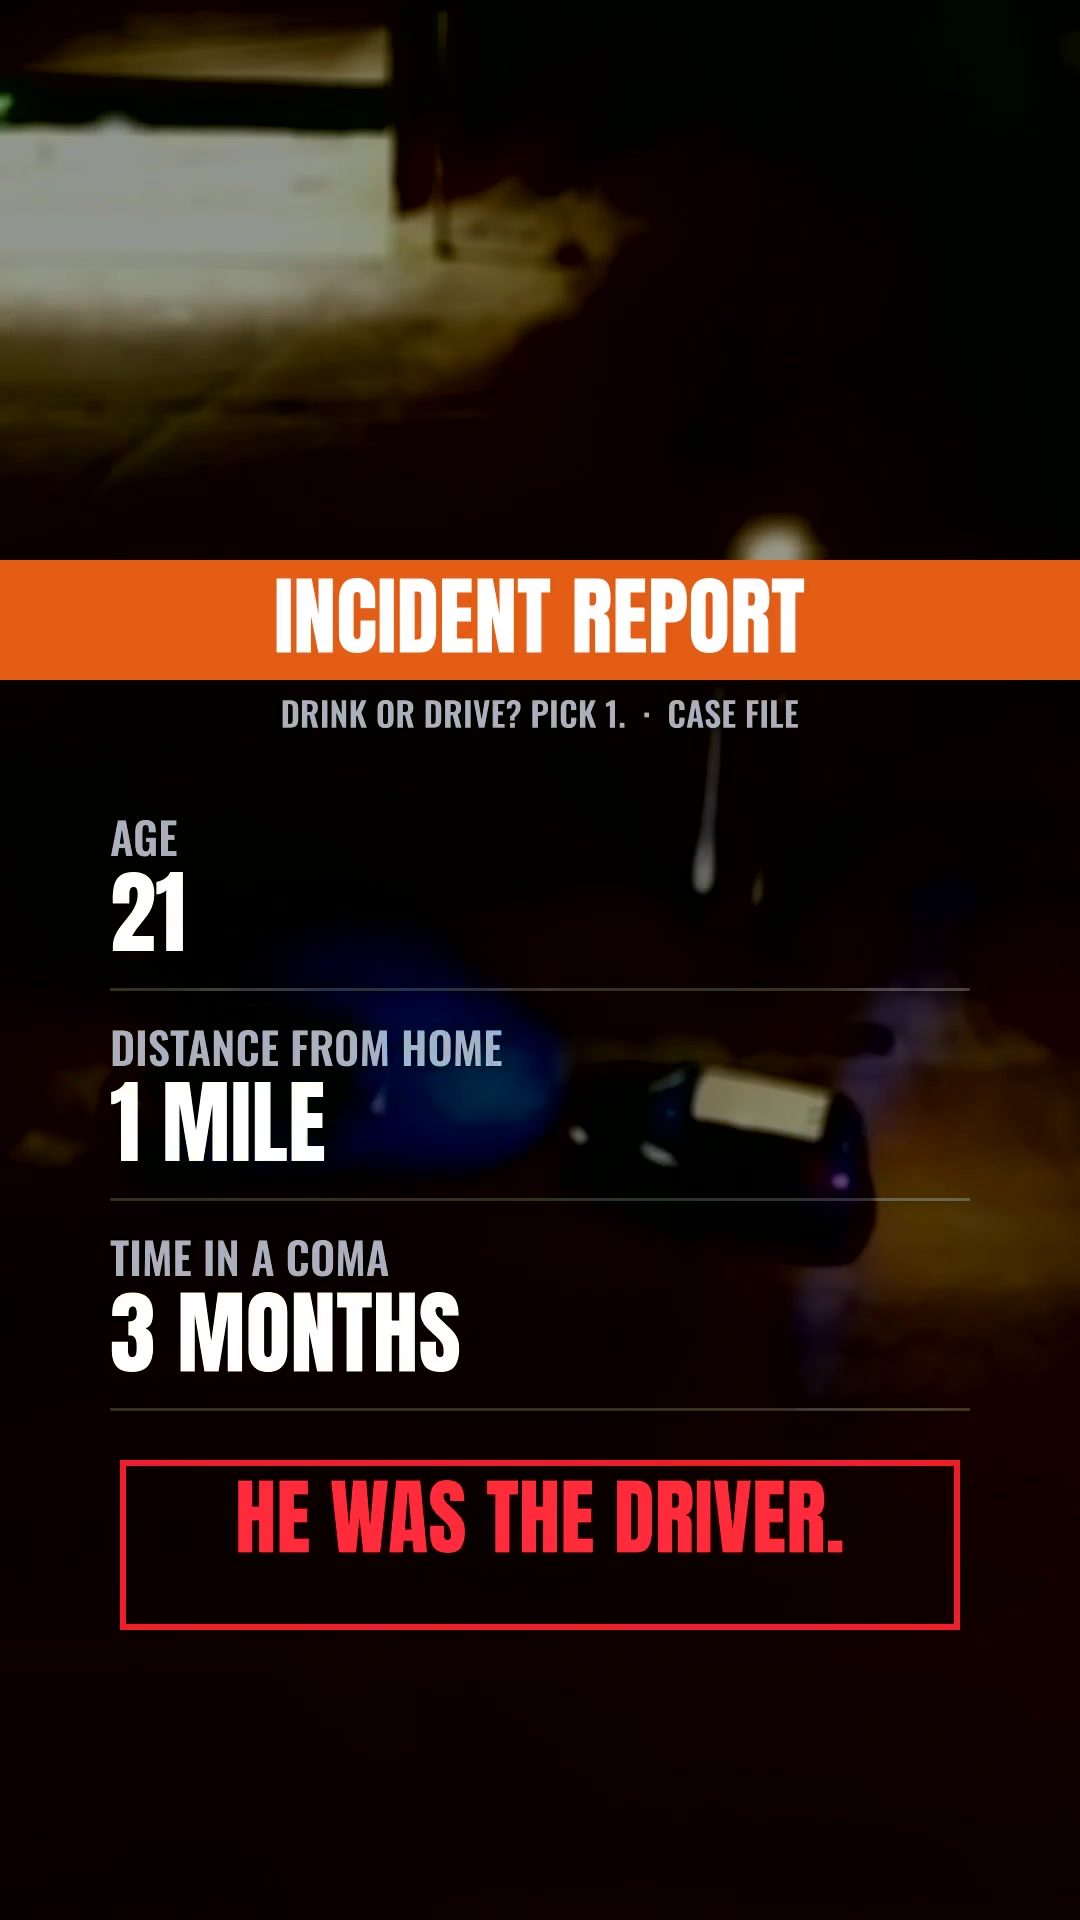 INCIDENT REPORT
DRINK OR DRIVE? PICK 1. · CASE FILE
AGE
21
DISTANCE FROM HOME
1 MILE
TIME IN A COMA
3 MONTHS
HE WAS THE DRIVER.